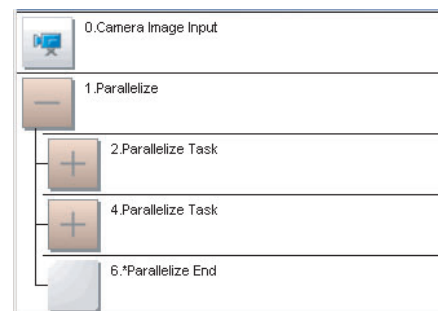 0.Camera Image Input
1.Parallelize
2.Parallelize Task
4.Parallelize Task
6.*Parallelize End